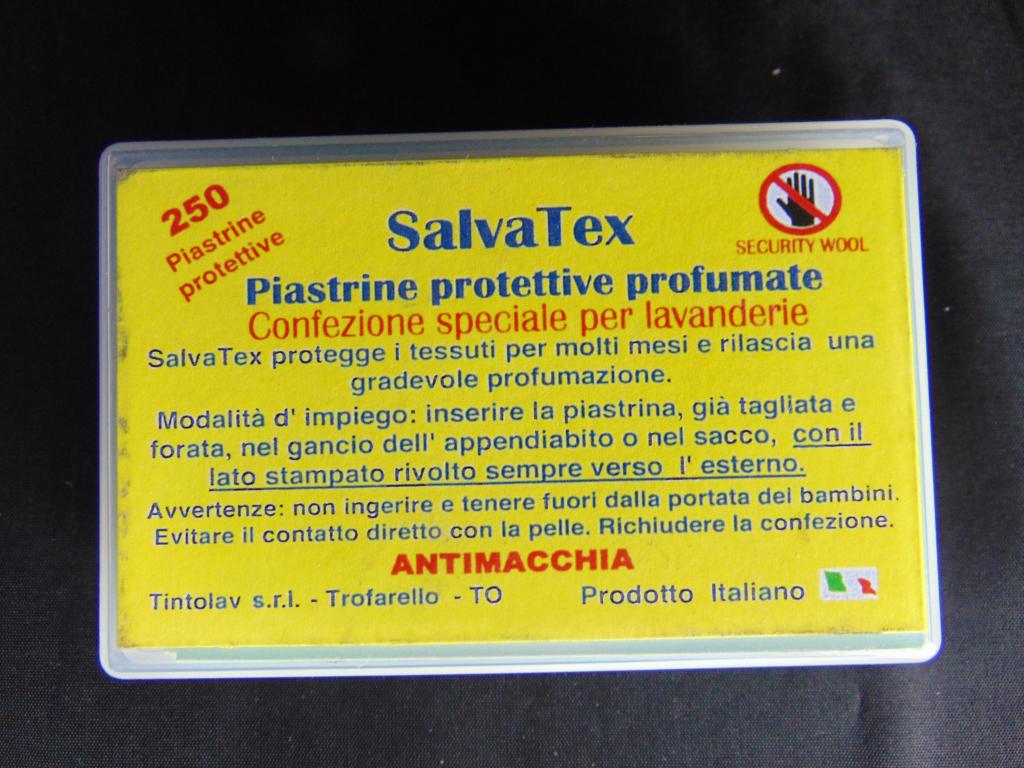 250
Piastrine
protettive
SalvaTex
SECURITY WOOL
Piastrine protettive profumate
Confezione speciale per lavanderie
SalvaTex protegge i tessuti per molti mesi e rilascia una
gradevole profumazione.
Modalità d' impiego: inserire la piastrina, già tagliata e
forata, nel gancio dell' appendiabito o nel sacco, con il
lato stampato rivolto sempre verso l' esterno.
Avvertenze: non ingerire e tenere fuori dalla portata dei bambini.
Evitare il contatto diretto con la pelle. Richiudere la confezione.
ANTIMACCHIA
Tintolav s.r.l. - Trofarello - TO Prodotto Italiano